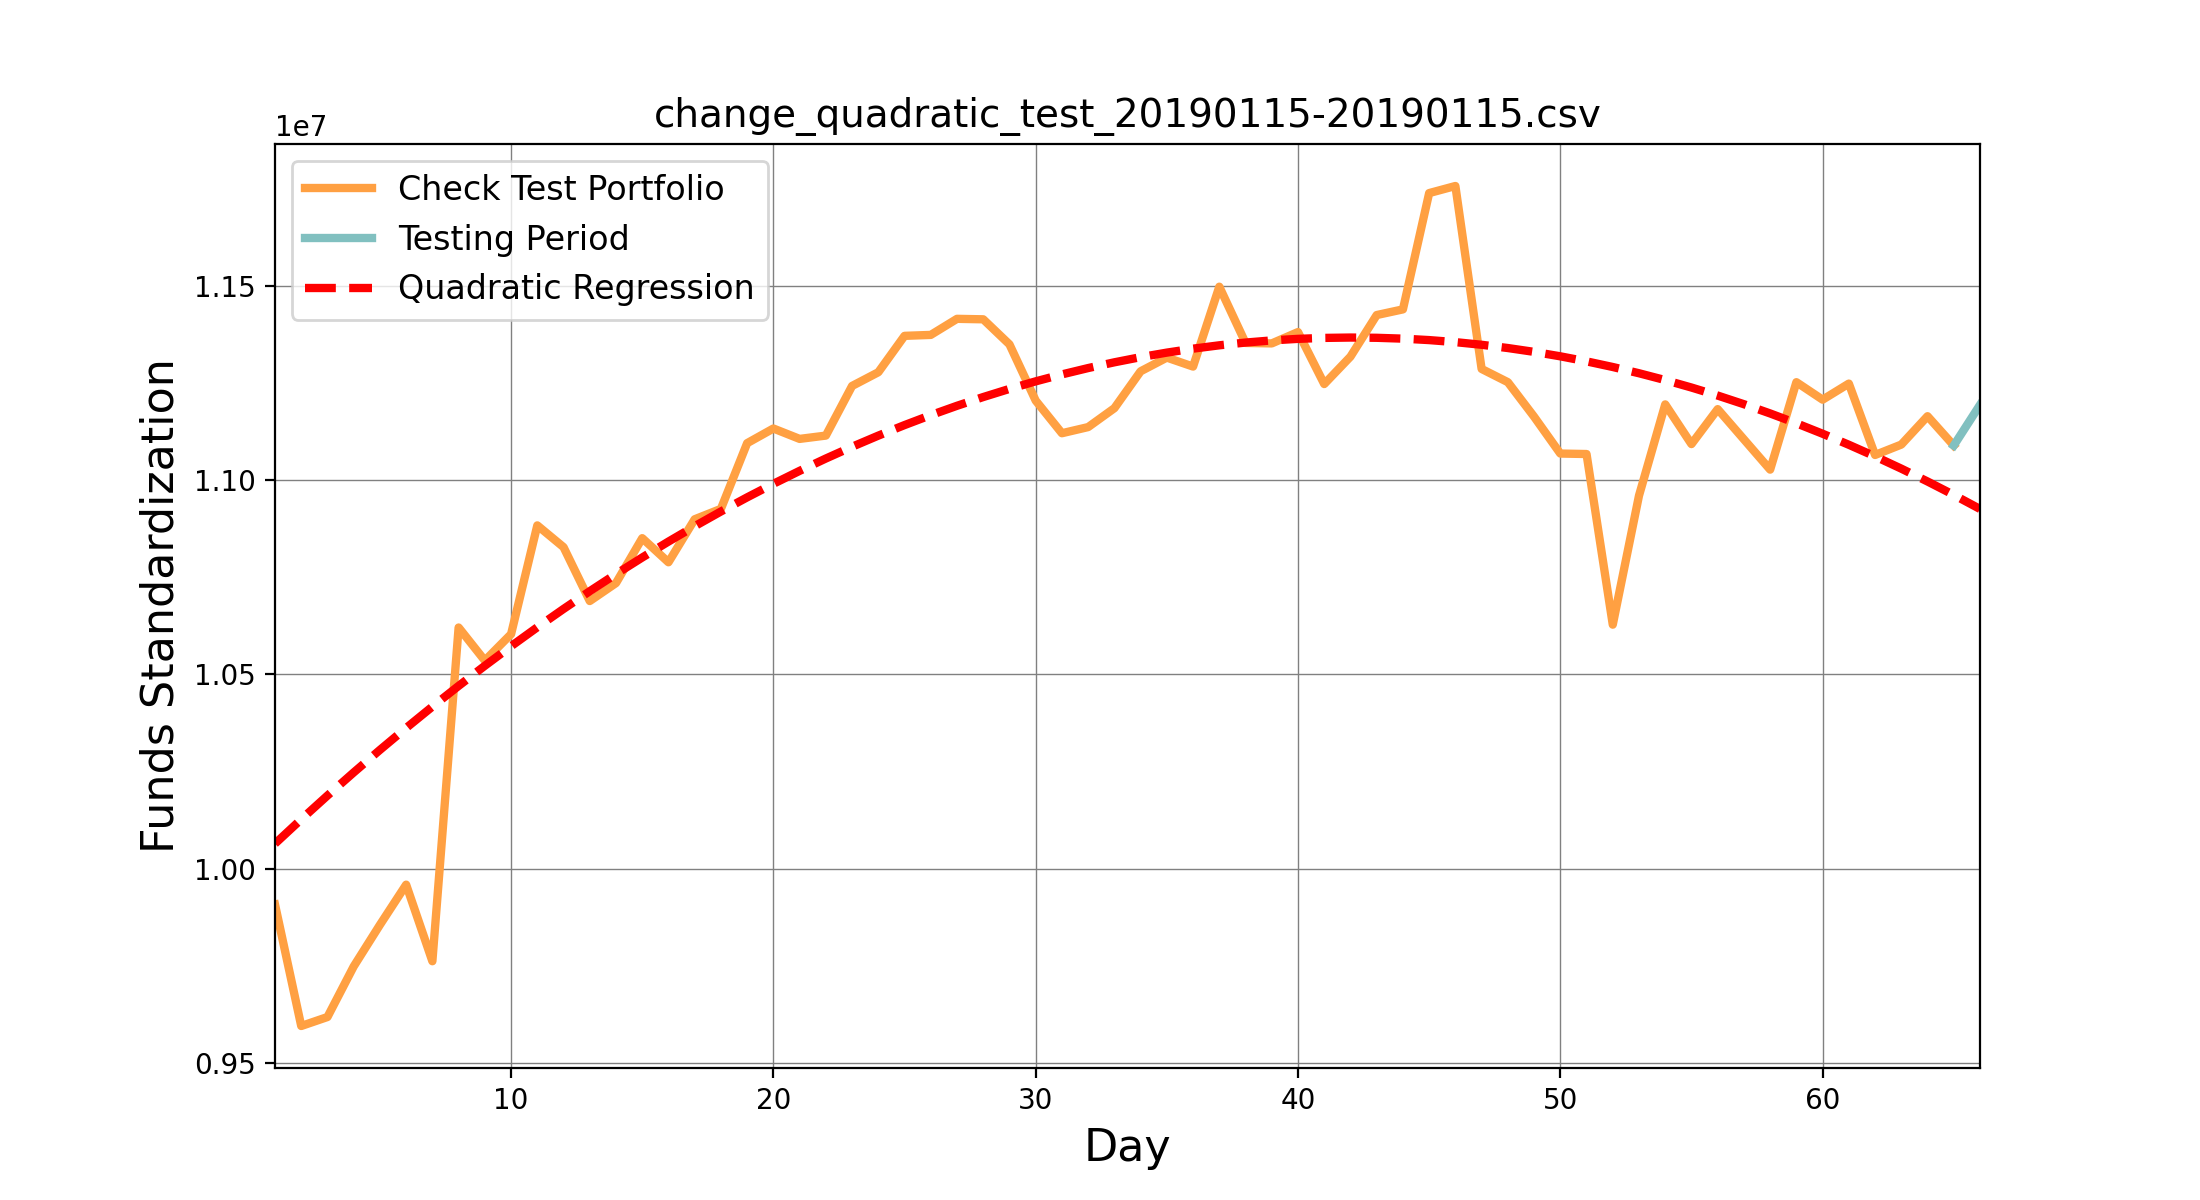 change_quadratic_test_20190115-20190115.csv
1e7
Check Test Portfolio
Testing Period
Quadratic Regression
1.15
1.10
1.05
1.00
0.95
Funds Standardization
10 20 30 40 50 60
Day